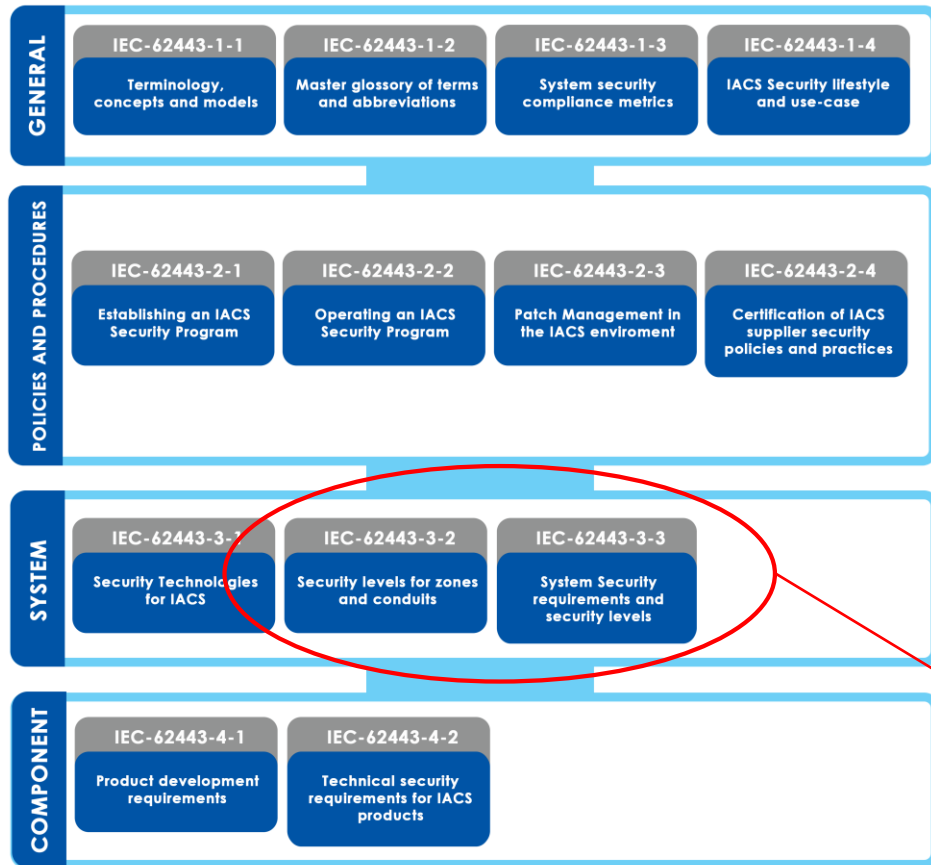 GENERAL
IEC-62443-1-1
Terminology,
concepts and models
IEC-62443-1-2
Master glossory of terms
and abbreviations
IEC-62443-1-3
System security
compliance metrics
IEC-62443-1-4
IACS Security lifestyle
and use-case
POLICIES AND PROCEDURES
IEC-62443-2-1
Establishing an IACS
Security Program
IEC-62443-2-2
Operating an IACS
Security Program
IEC-62443-2-3
Patch Management in
the IACS enviroment
IEC-62443-2-4
Certification of IACS
supplier security
policies and practices
SYSTEM
IEC-62443-3-1
Security Technologies
for IACS
IEC-62443-3-2
Security levels for zones
and conduits
IEC-62443-3-3
System Security
requirements and
security levels
COMPONENT
IEC-62443-4-1
Product development
requirements
IEC-62443-4-2
Technical security
requirements for IACS
products